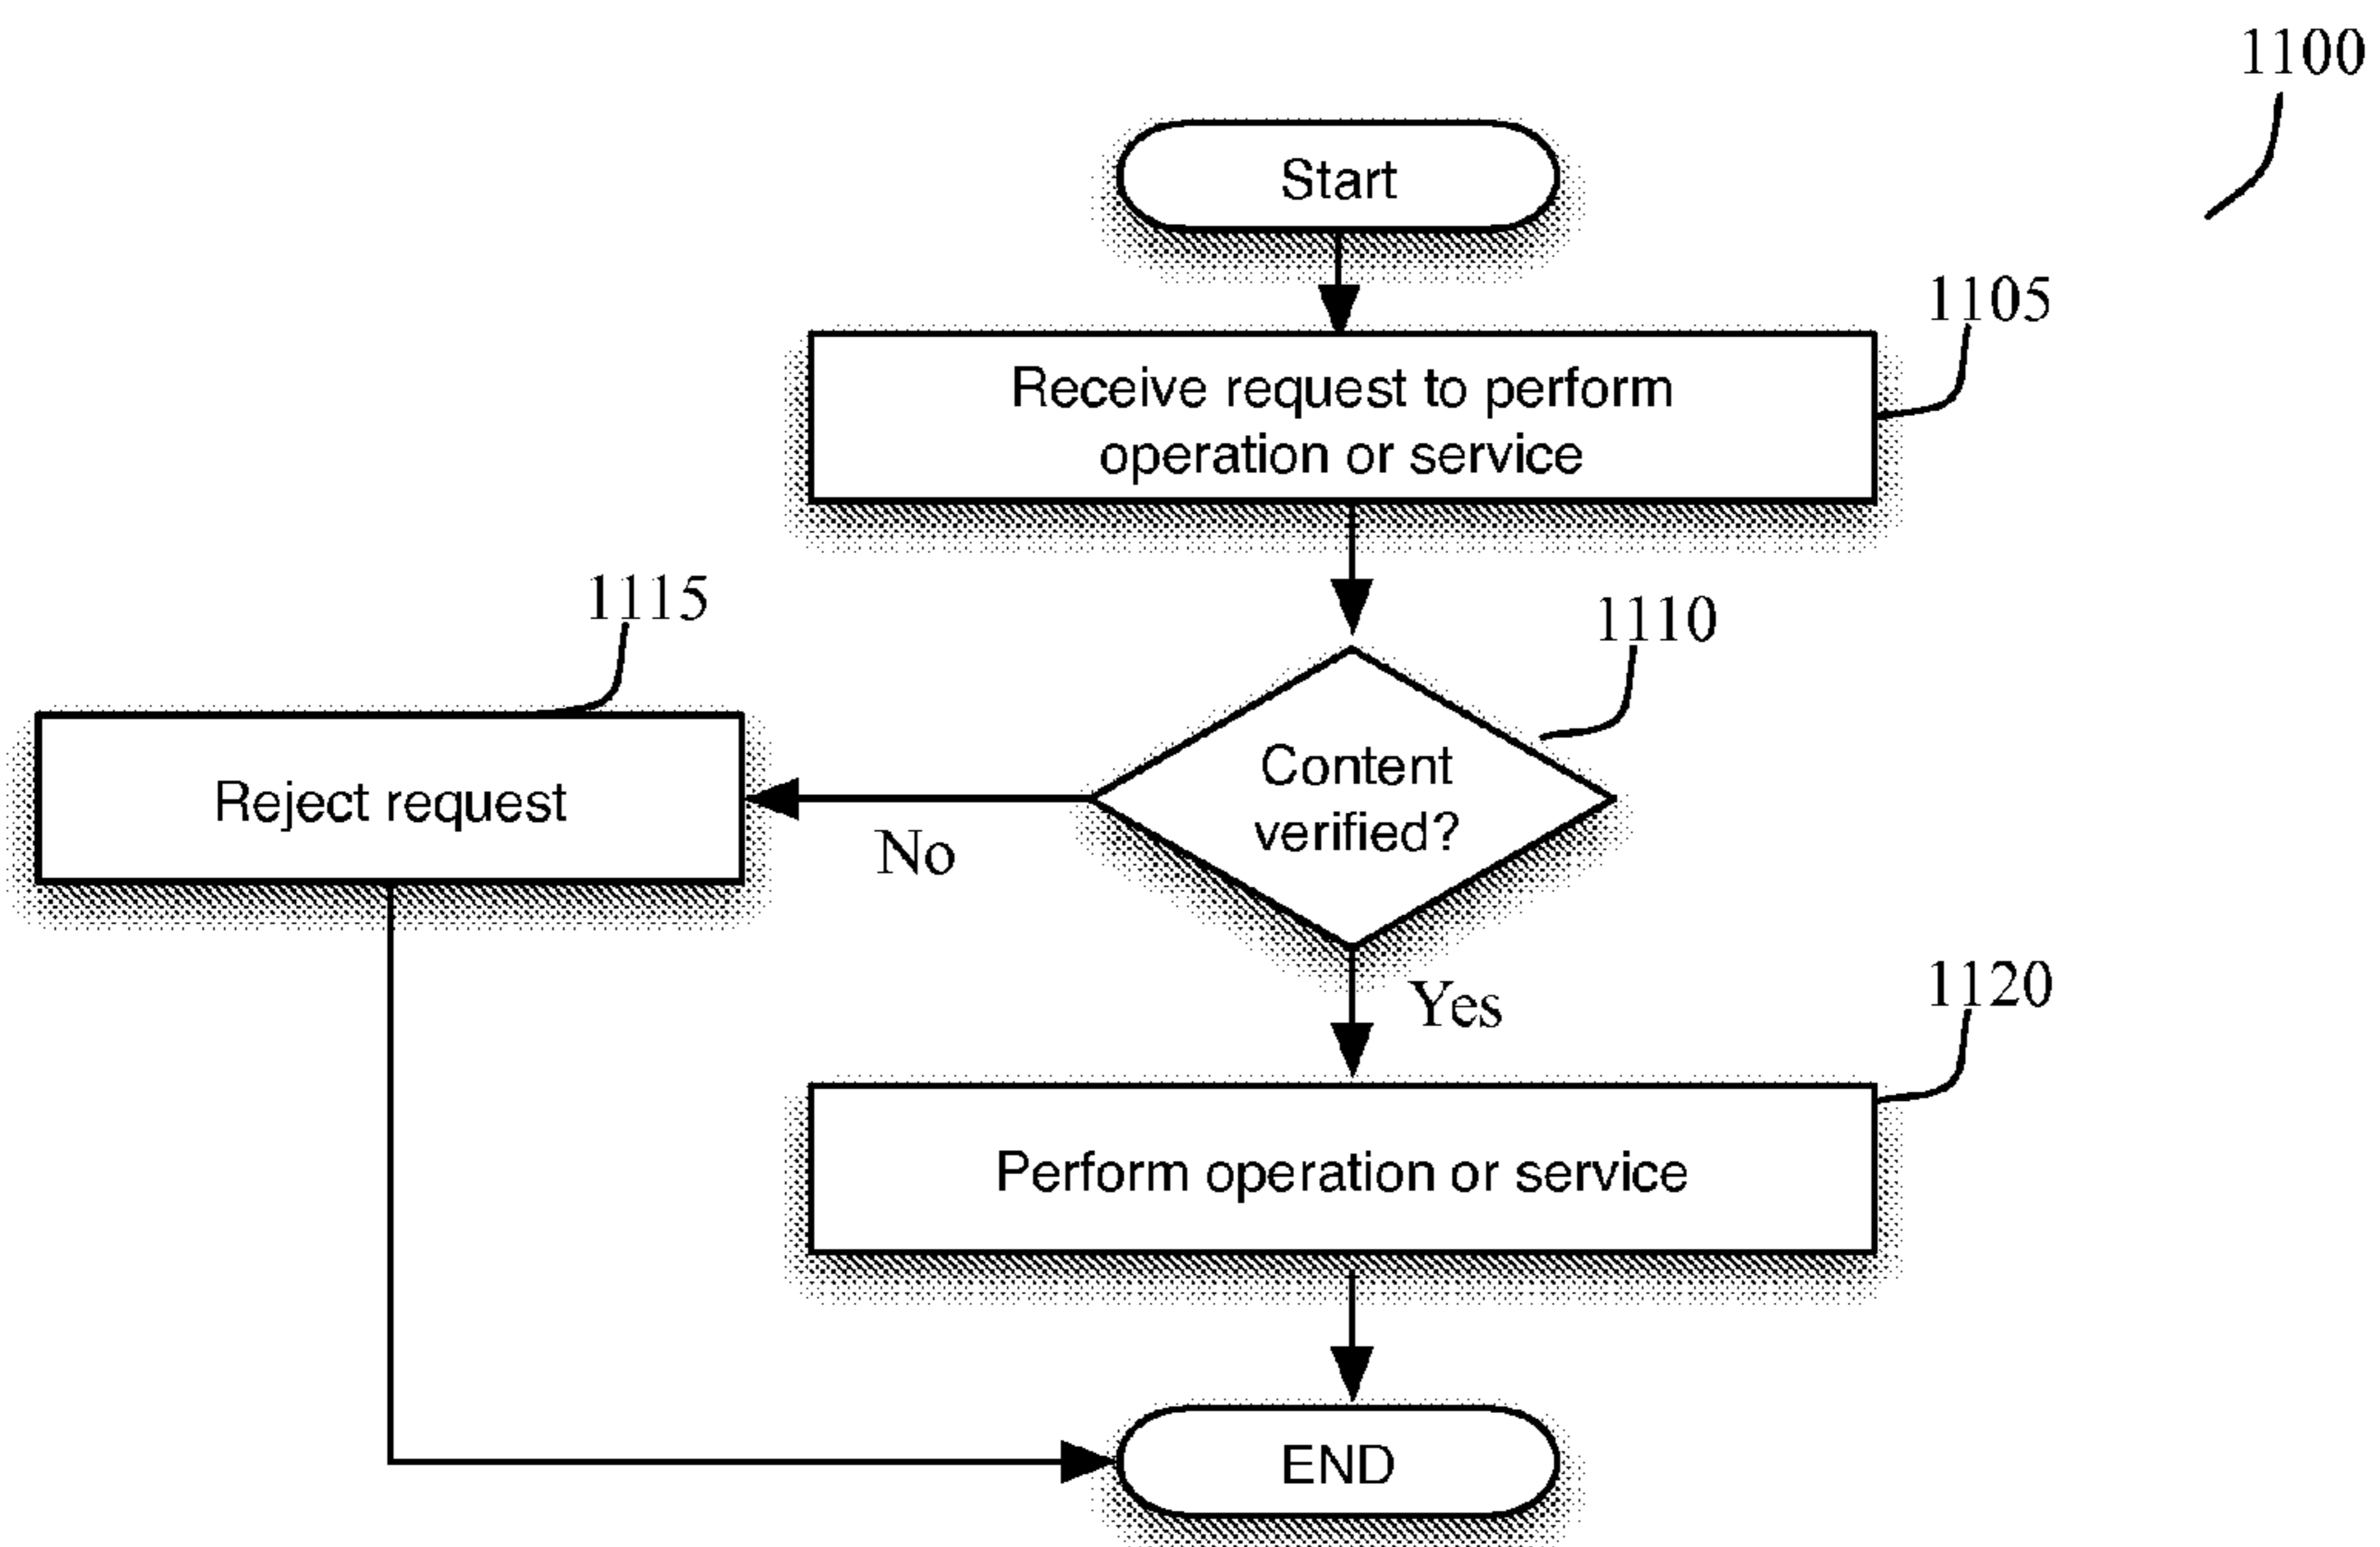 1100
Start
1105
Receive request to perform
operation or service
1115
1110
Content
verified?
Reject request
No
Yes
1120
Perform operation or service
END